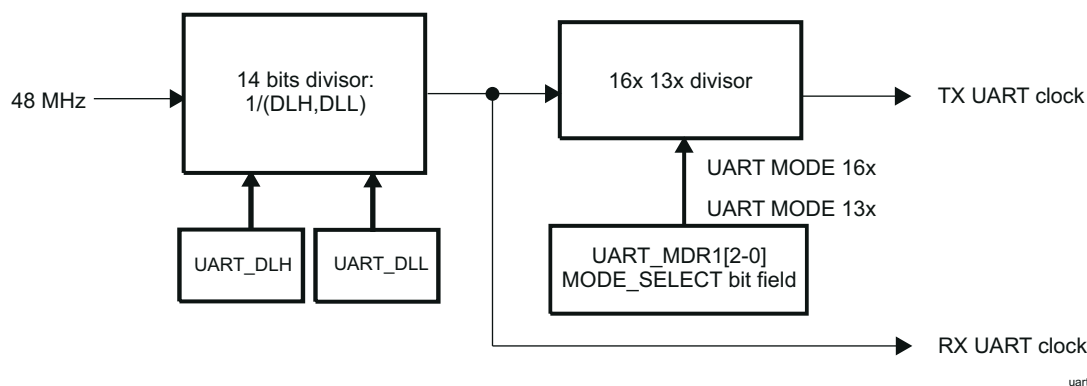 14 bits divisor:
1/(DLH,DLL)
16x 13x divisor
48 MHz
TX UART clock
UART MODE 16x
UART MODE 13x
UART_DLH
UART_DLL
UART_MDR1[2-0]
MODE_SELECT bit field
RX UART clock
uart